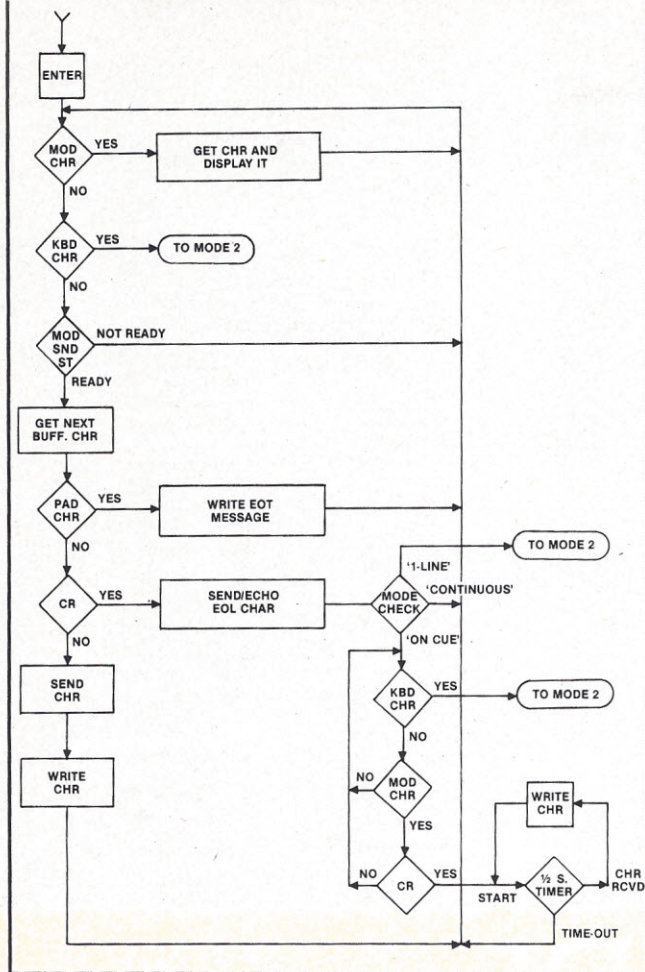 ENTER
MOD
CHR
YES
GET CHR AND
DISPLAY IT
NO
KBD
CHR
YES
TO MODE 2
NO
MOD
SND
ST
NOT READY
READY
GET NEXT
BUFF. CHR
PAD
CHR
YES
WRITE EOT
MESSAGE
NO
TO MODE 2
'1-LINE'
CR
YES
SEND/ECHO
EOL CHAR
MODE
CHECK
'CONTINUOUS'
NO
'ON CUE'
SEND
CHR
KBD
CHR
YES
TO MODE 2
NO
WRITE
CHR
NO
MOD
CHR
YES
WRITE
CHR
NO
CR
YES
START
½ S.
TIMER
CHR
RCVD
TIME-OUT